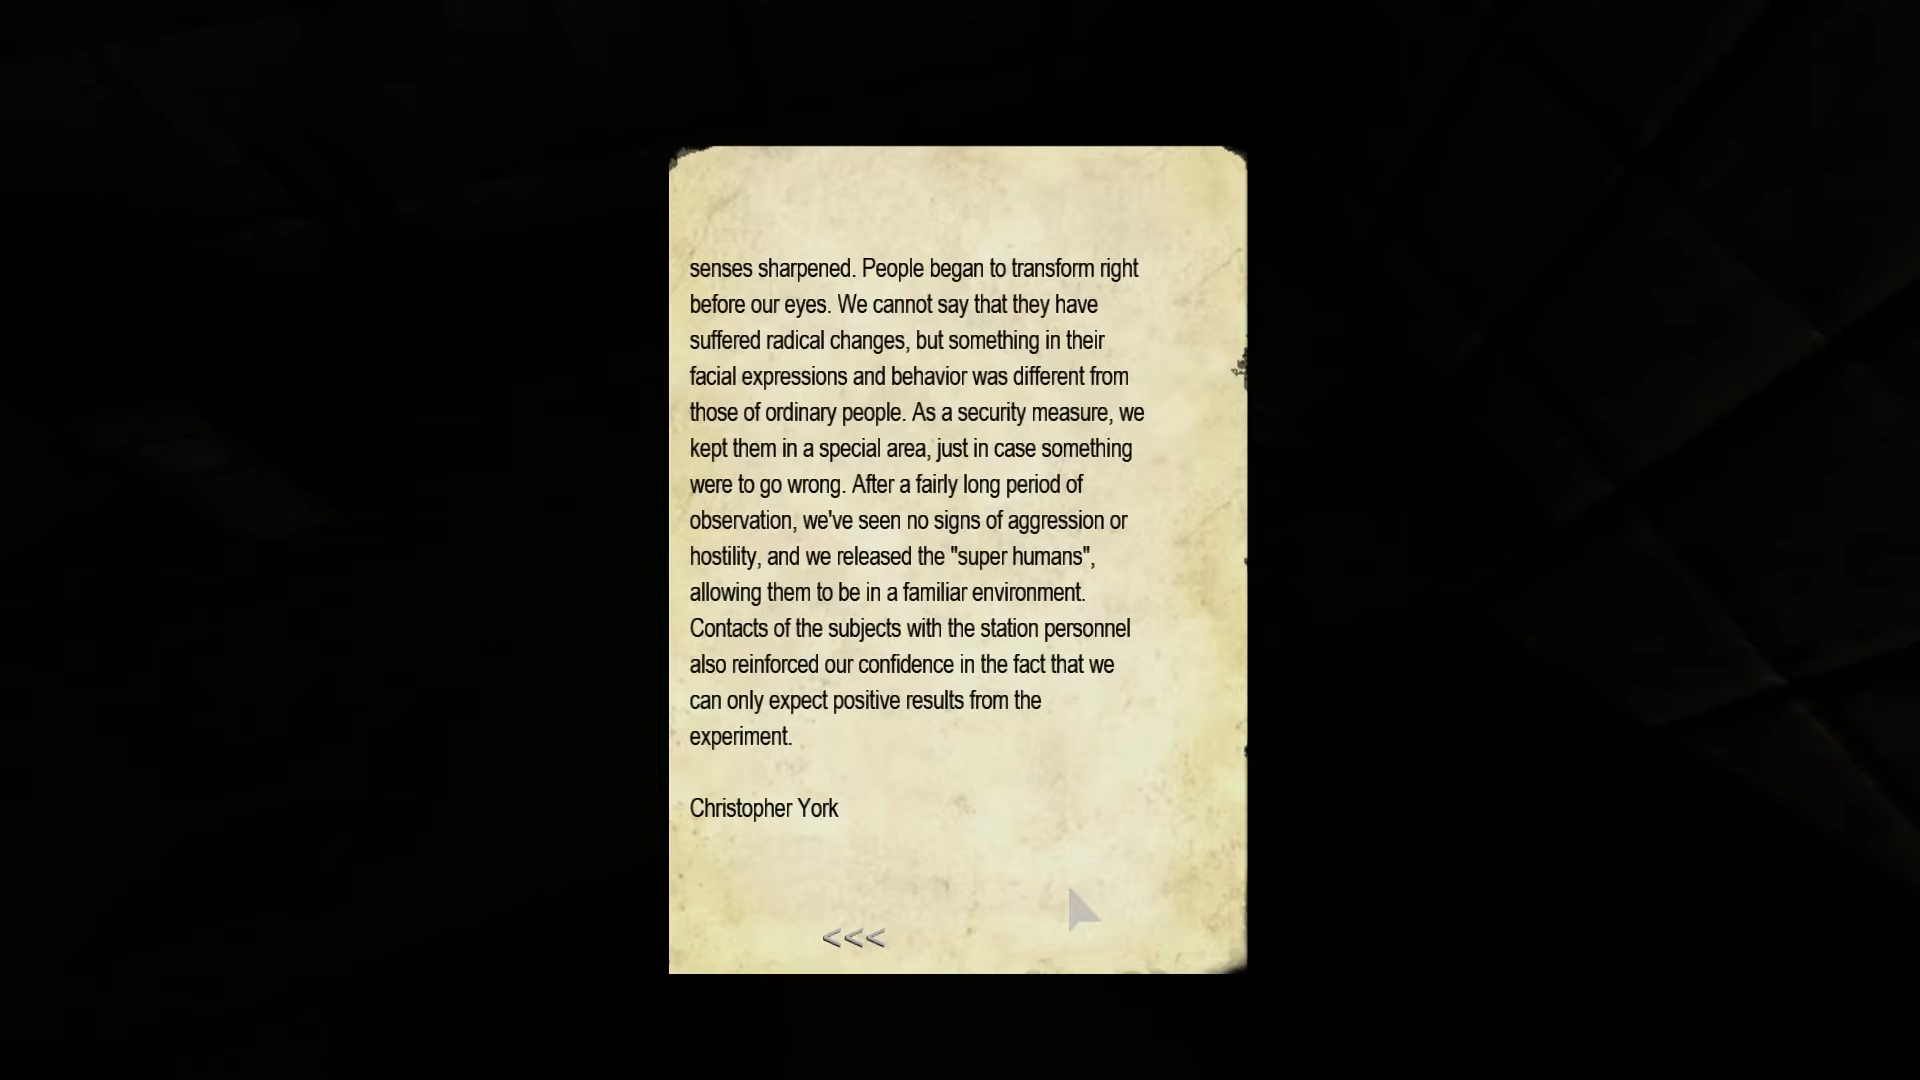 senses sharpened. People began to transform right
before our eyes. We cannot say that they have
suffered radical changes, but something in their
facial expressions and behavior was different from
those of ordinary people. As a security measure, we
kept them in a special area, just in case something
were to go wrong. After a fairly long period of
observation, we've seen no signs of aggression or
hostility, and we released the "super humans",
allowing them to be in a familiar environment.
Contacts of the subjects with the station personnel
also reinforced our confidence in the fact that we
can only expect positive results from the
experiment.
Christopher York
<<<